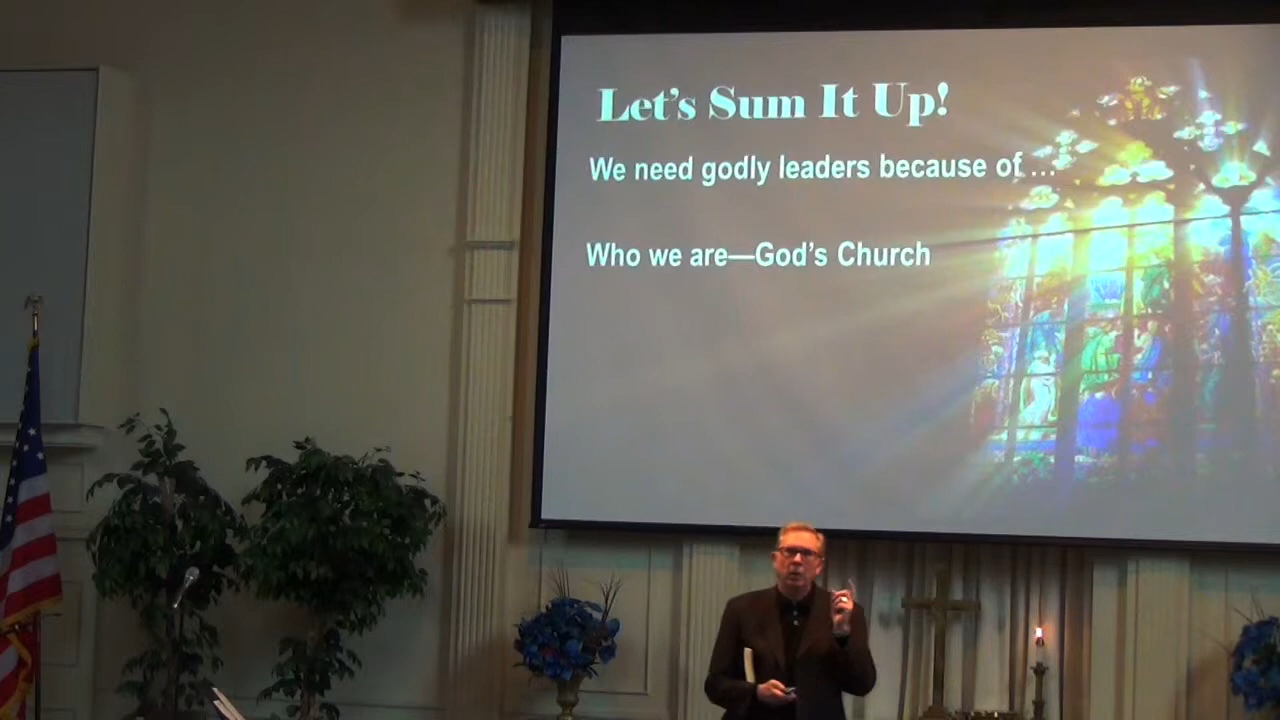 Let's Sum It Up!
We need godly leaders because of ...
Who we are—God's Church